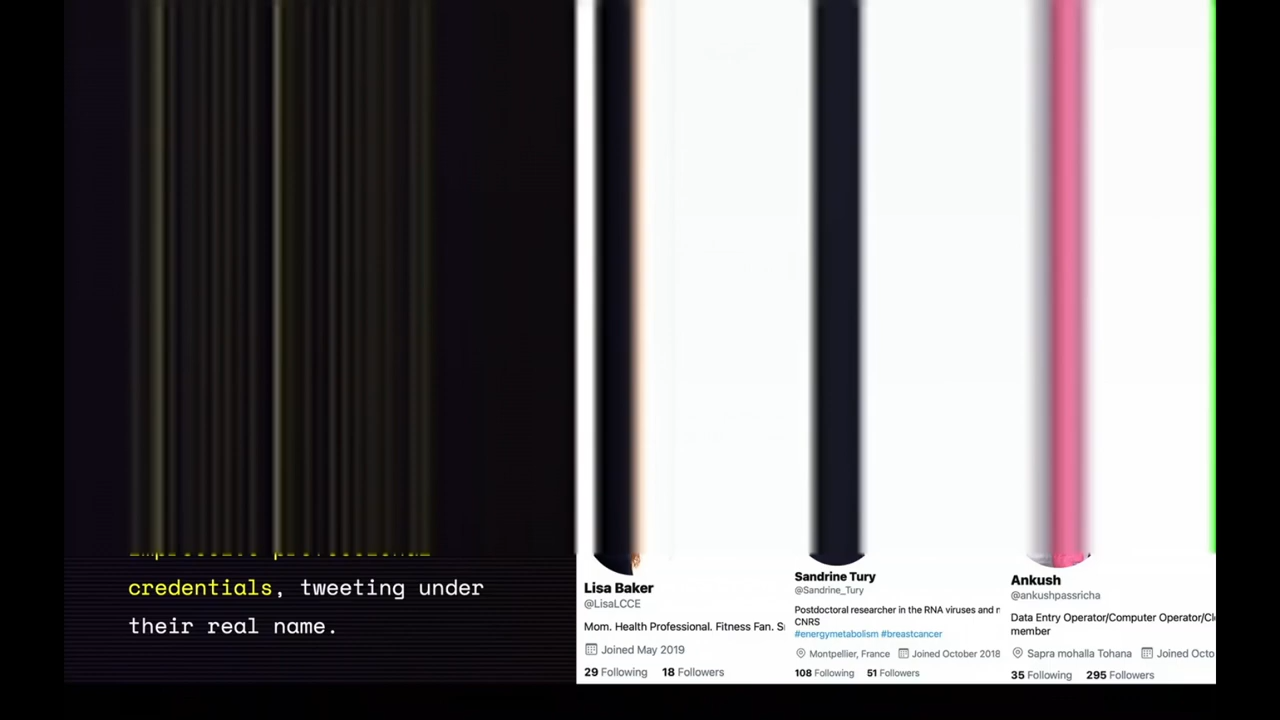 credentials, tweeting under
their real name.
Lisa Baker
@LisaLCCE
Mom. Health Professional. Fitness Fan.
Joined May 2019
29 Following 18 Followers
Sandrine Tury
@Sandrine_Tury
Postdoctoral researcher in the RNA viruses and
CNRS
#energymetabolism #breastcancer
Montpellier, France Joined October 2018
108 Following 51 Followers
Ankush
@ankushpassricha
Data Entry Operator/Computer Operator/
member
Sapra mohalla Tohana Joined
35 Following 295 Followers